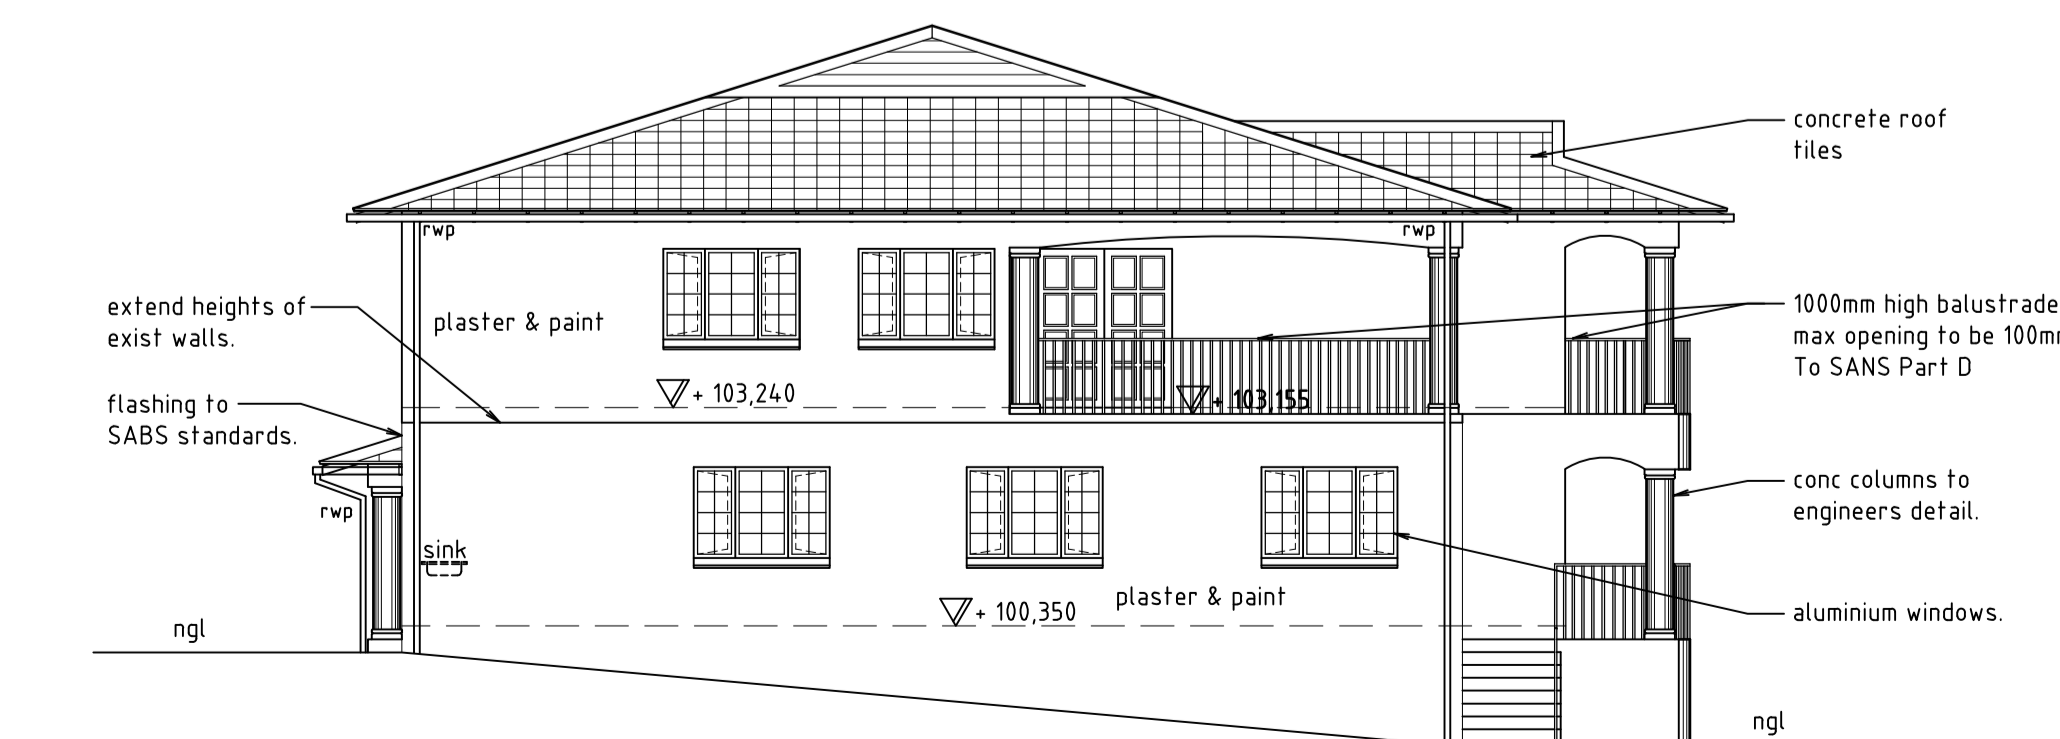 concrete roof
tiles
rwp
rwp
extend heights of
exist walls.
plaster & paint
1000mm high balustrade
max opening to be 100m
To SANS Part D
+ 103,240
+ 103,155
flashing to
SABS standards.
rwp
sink
conc columns to
engineers detail.
plaster & paint
+ 100,350
aluminium windows.
ngl
ngl